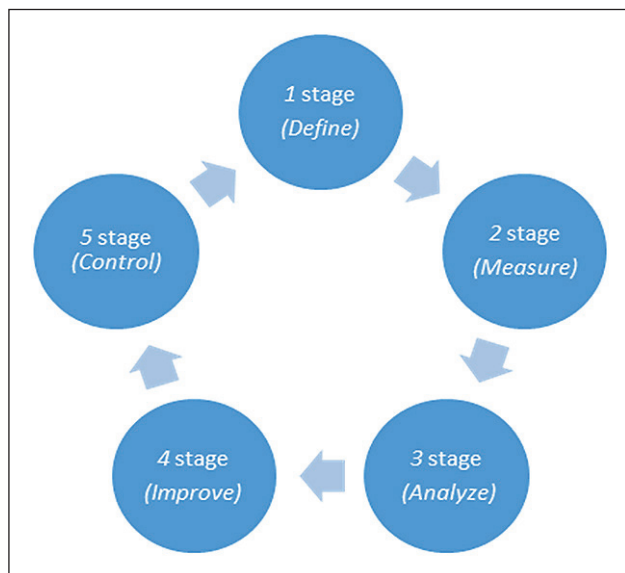 1 stage
(Define)
2 stage
(Measure)
3 stage
(Analyze)
4 stage
(Improve)
5 stage
(Control)